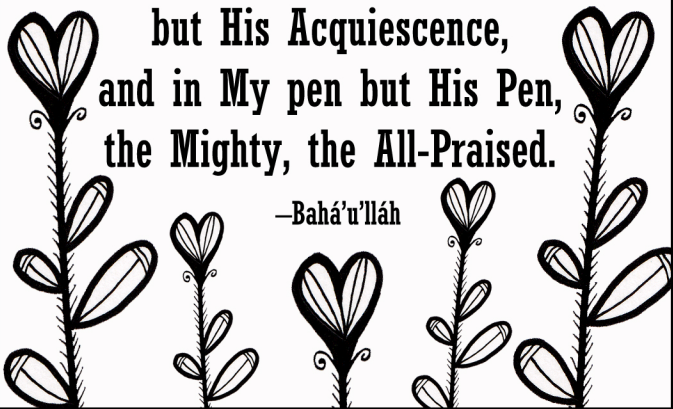 but His Acquiescence,
and in My pen but His Pen,
the Mighty, the All-Praised.
—Bahá'u'lláh